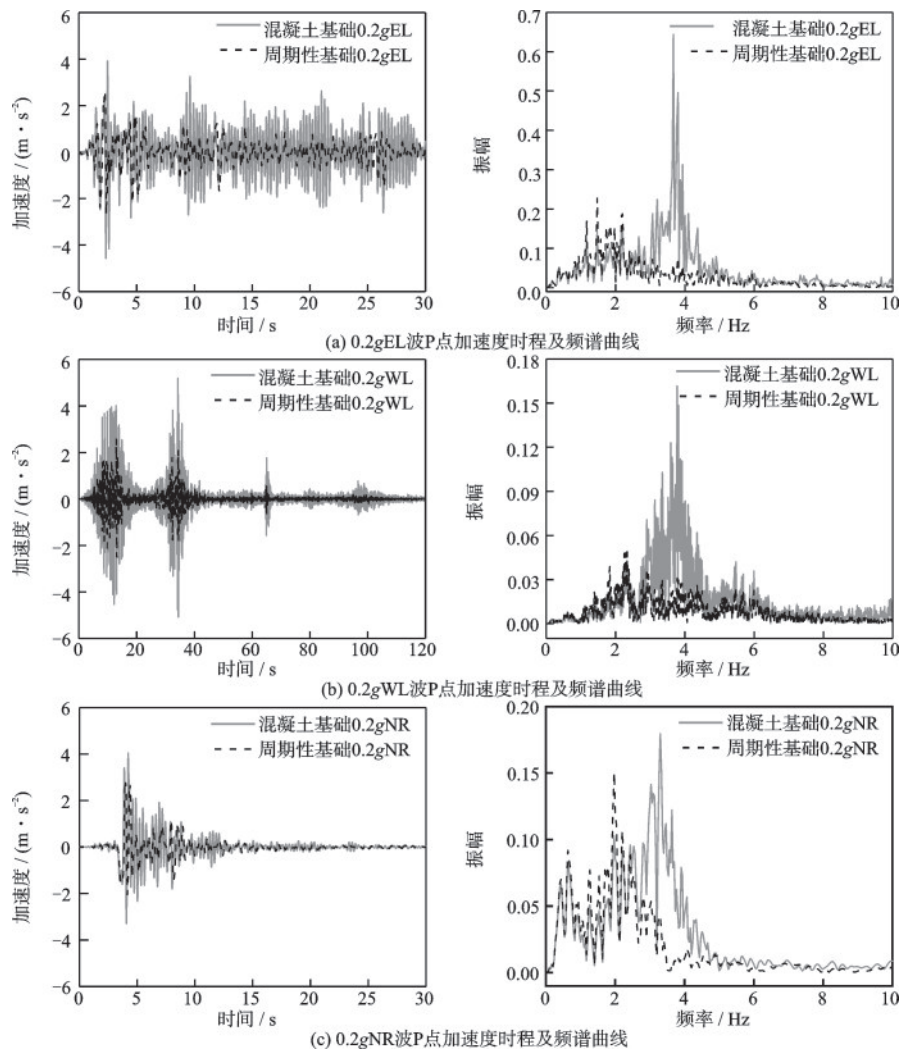 混凝土基础0.2gEL
周期性基础0.2gEL
加速度 / (m·s⁻²)
6
4
2
0
−2
−4
−6
0 5 10 15 20 25 30
时间 / s
混凝土基础0.2gEL
周期性基础0.2gEL
振幅
0.7
0.6
0.5
0.4
0.3
0.2
0.1
0.0
0 2 4 6 8 10
频率 / Hz
(a) 0.2gEL波P点加速度时程及频谱曲线
混凝土基础0.2gWL
周期性基础0.2gWL
加速度 / (m·s⁻²)
6
4
2
0
−2
−4
−6
0 20 40 60 80 100 120
时间 / s
混凝土基础0.2gWL
周期性基础0.2gWL
振幅
0.18
0.15
0.12
0.09
0.06
0.03
0.00
0 2 4 6 8 10
频率 / Hz
(b) 0.2gWL波P点加速度时程及频谱曲线
混凝土基础0.2gNR
周期性基础0.2gNR
加速度 / (m·s⁻²)
6
4
2
0
−2
−4
−6
0 5 10 15 20 25 30
时间 / s
混凝土基础0.2gNR
周期性基础0.2gNR
振幅
0.20
0.15
0.10
0.05
0.00
0 2 4 6 8 10
频率 / Hz
(c) 0.2gNR波P点加速度时程及频谱曲线